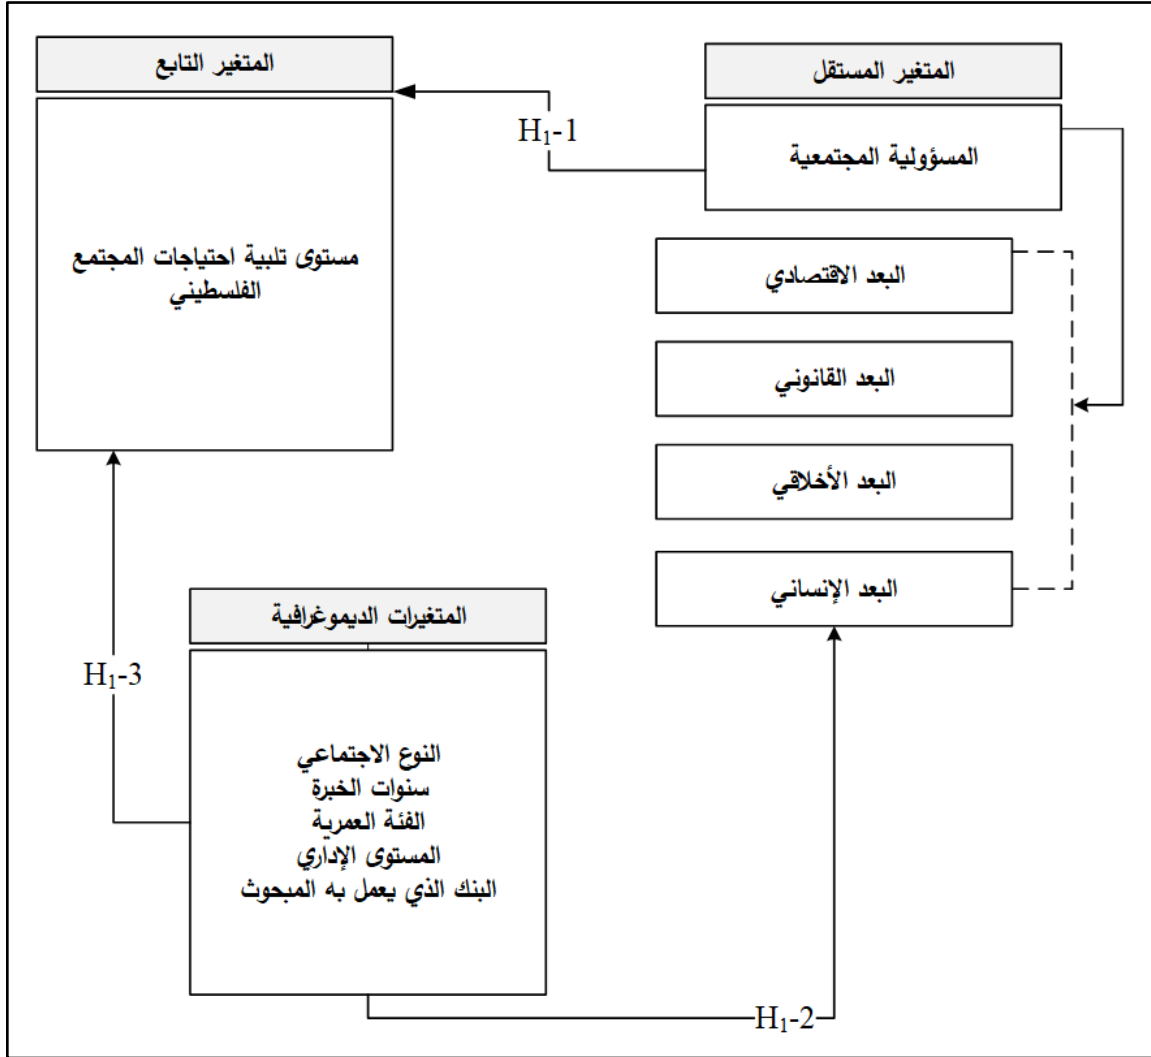 المتغير المستقل
المتغير التابع
المسؤولية المجتمعية
H₁-1
مستوى تلبية احتياجات المجتمع
الفلسطيني
البعد الاقتصادي
البعد القانوني
البعد الأخلاقي
البعد الإنساني
المتغيرات الديموغرافية
H₁-3
النوع الاجتماعي
سنوات الخبرة
الفئة العمرية
المستوى الإداري
البنك الذي يعمل به المبحوث
H₁-2